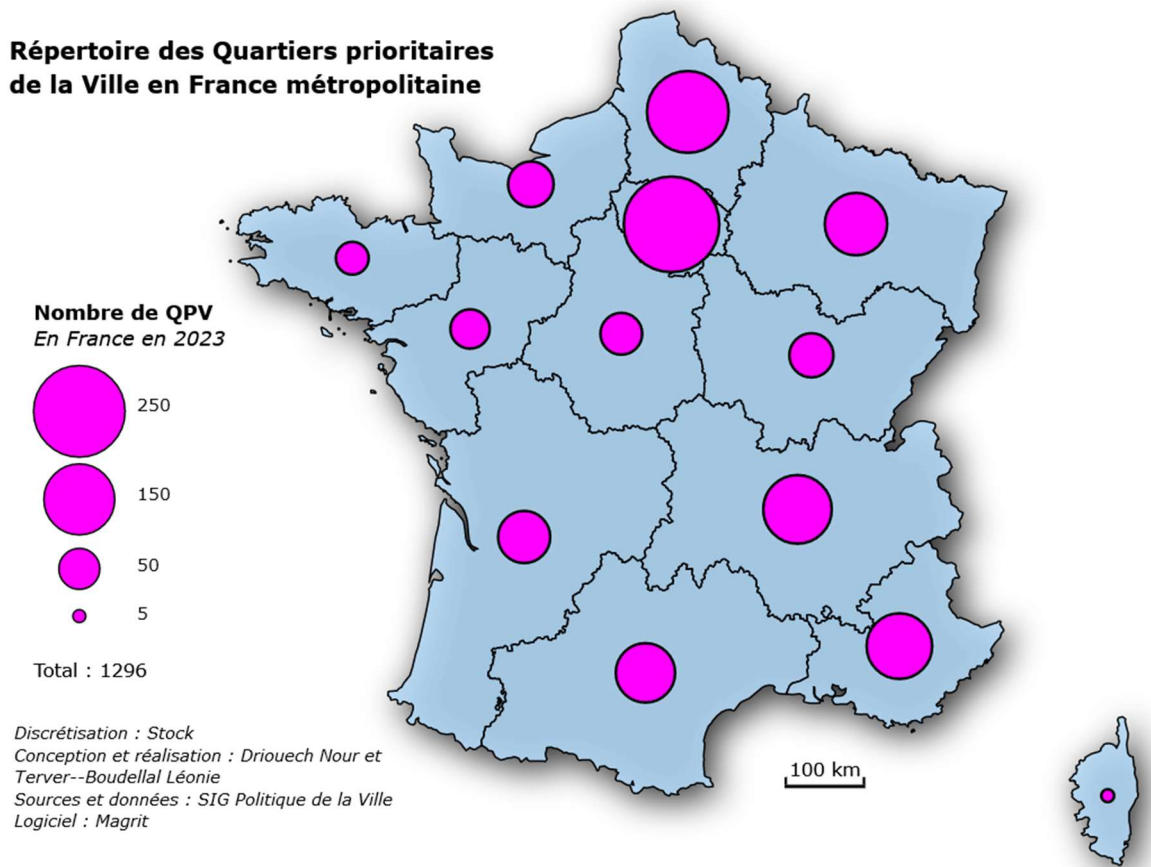 Répertoire des Quartiers prioritaires
de la Ville en France métropolitaine
Nombre de QPV
En France en 2023
250
150
50
5
Total : 1296
Discrétisation : Stock
Conception et réalisation : Driouech Nour et
Terver--Boudellal Léonie
Sources et données : SIG Politique de la Ville
Logiciel : Magrit
100 km